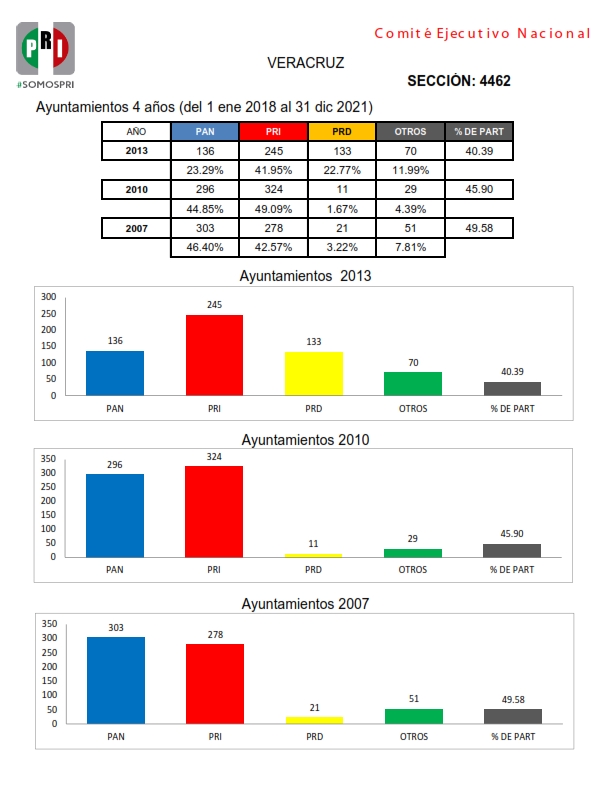 Comité Ejecutivo Nacional
PRI
#SOMOSPRI
VERACRUZ
SECCIÓN: 4462
Ayuntamientos 4 años (del 1 ene 2018 al 31 dic 2021)
AÑO PAN PRI PRD OTROS % DE PART
2013 136 245 133 70 40.39
23.29% 41.95% 22.77% 11.99%
2010 296 324 11 29 45.90
44.85% 49.09% 1.67% 4.39%
2007 303 278 21 51 49.58
46.40% 42.57% 3.22% 7.81%
Ayuntamientos 2013
300
250
200
150
100
50
0
136 245 133 70 40.39
PAN PRI PRD OTROS % DE PART
Ayuntamientos 2010
350
300
250
200
150
100
50
0
296 324 11 29 45.90
PAN PRI PRD OTROS % DE PART
Ayuntamientos 2007
350
300
250
200
150
100
50
0
303 278 21 51 49.58
PAN PRI PRD OTROS % DE PART